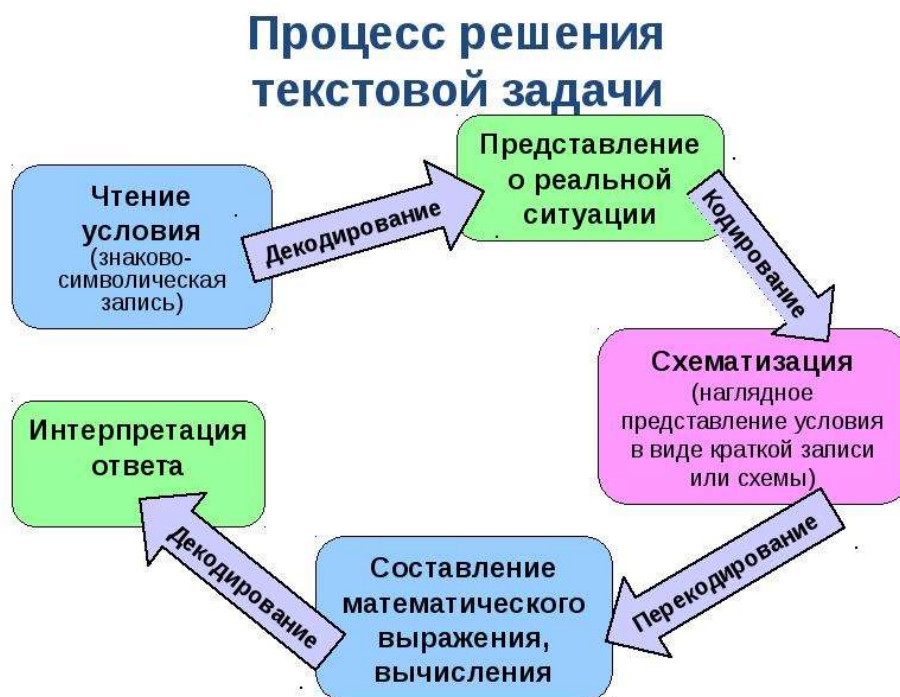 Процесс решения
текстовой задачи
Чтение
условия
(знаково-
символическая
запись)
Декодирование
Представление
о реальной
ситуации
Кодирование
Схематизация
(наглядное
представление условия
в виде краткой записи
или схемы)
Перекодирование
Составление
математического
выражения,
вычисления
Декодирование
Интерпретация
ответа